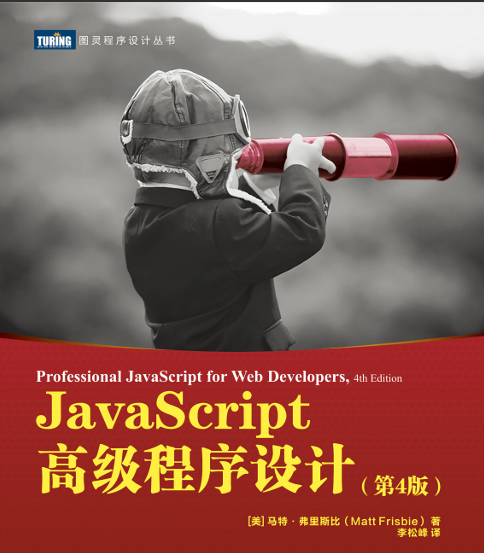 TURING 图灵程序设计丛书
Professional JavaScript for Web Developers, 4th Edition
JavaScript
高级程序设计（第4版）
[美] 马特·弗里斯比（Matt Frisbie）著
李松峰 译